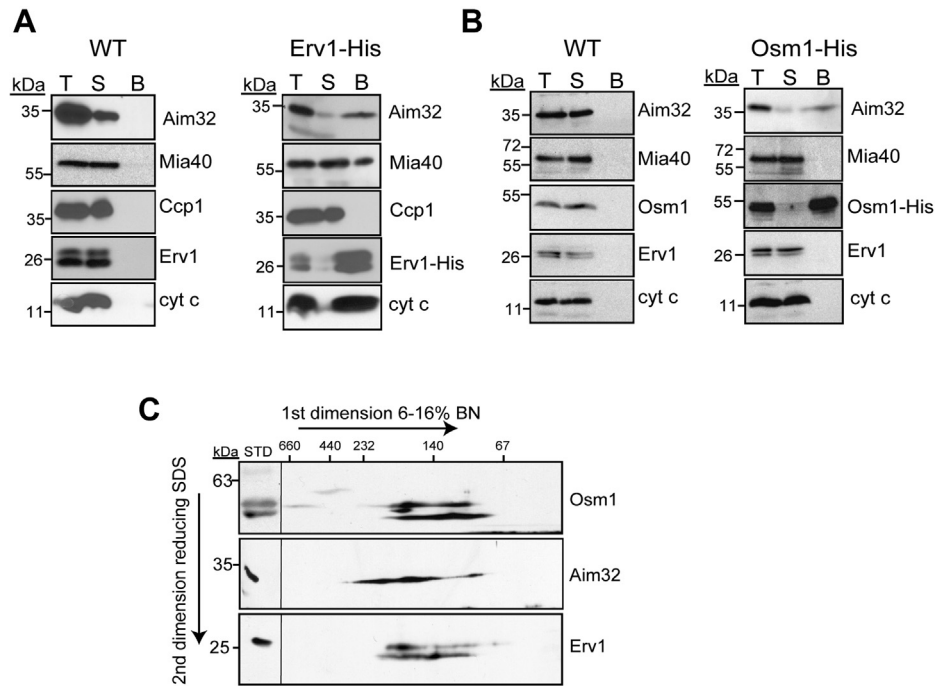 A
B
WT
Erv1-His
WT
Osm1-His
kDa T S B
kDa T S B
kDa T S B
kDa T S B
35 Aim32
35 Aim32
35 Aim32
35 Aim32
55 Mia40
55 Mia40
72 55 Mia40
72 55 Mia40
35 Ccp1
35 Ccp1
55 Osm1
55 Osm1-His
26 Erv1
26 Erv1-His
26 Erv1
26 Erv1
11 cyt c
11 cyt c
11 cyt c
11 cyt c
C
1st dimension 6-16% BN
kDa STD 660 440 232 140 67
2nd dimension reducing SDS
63 Osm1
35 Aim32
25 Erv1